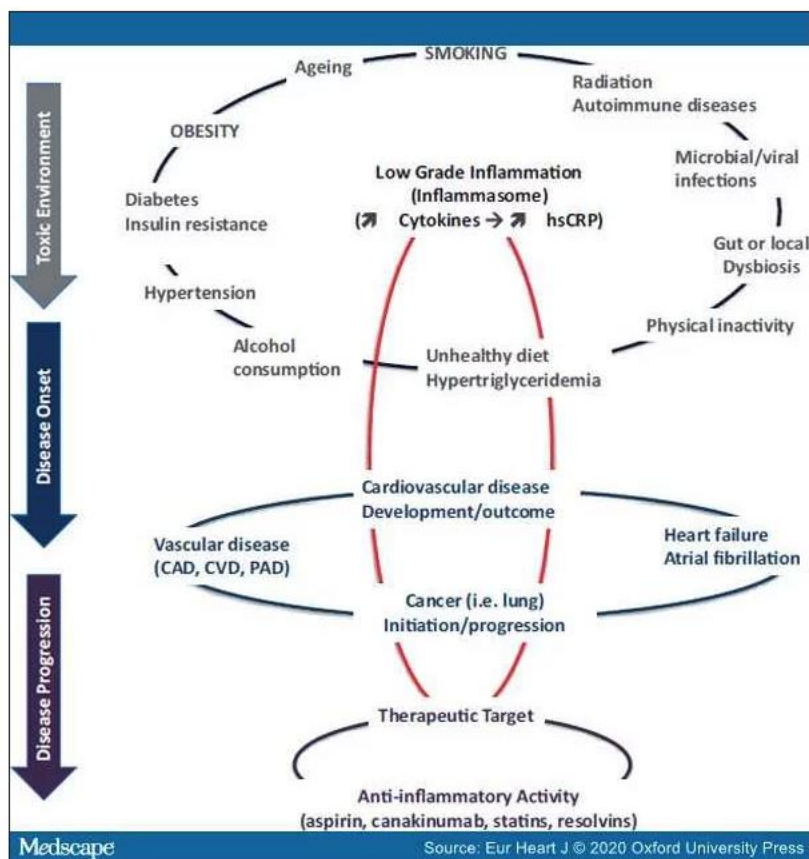 SMOKING
Ageing
Radiation
Autoimmune diseases
OBESITY
Microbial/viral
infections
Low Grade Inflammation
(Inflammasome)
(↗ Cytokines → ↗ hsCRP)
Diabetes
Insulin resistance
Gut or local
Dysbiosis
Hypertension
Physical inactivity
Alcohol
consumption
Unhealthy diet
Hypertriglyceridemia
Toxic Environment
Disease Onset
Cardiovascular disease
Development/outcome
Vascular disease
(CAD, CVD, PAD)
Heart failure
Atrial fibrillation
Cancer (i.e. lung)
Initiation/progression
Disease Progression
Therapeutic Target
Anti-inflammatory Activity
(aspirin, canakinumab, statins, resolvins)
Medscape
Source: Eur Heart J © 2020 Oxford University Press